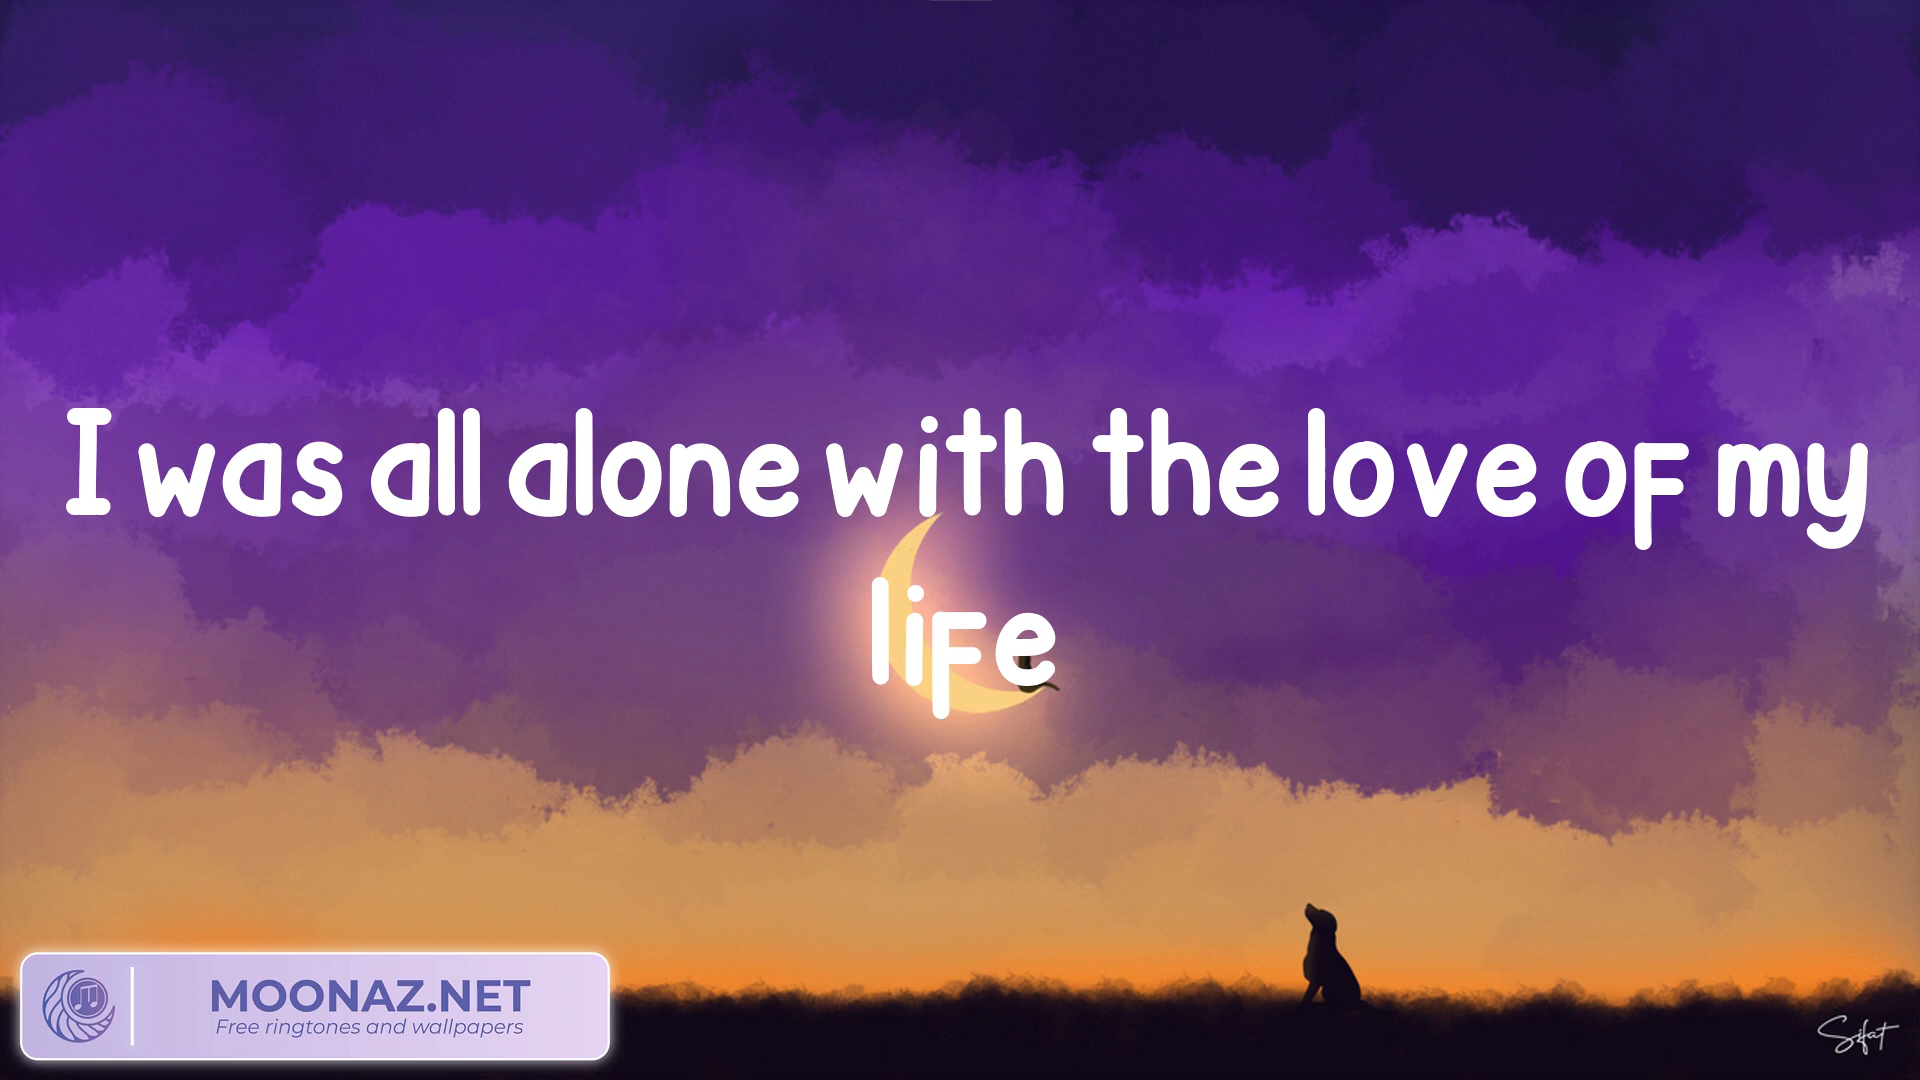 I was all alone with the love of my
life
MOONAZ.NET
Free ringtones and wallpapers
Sifat